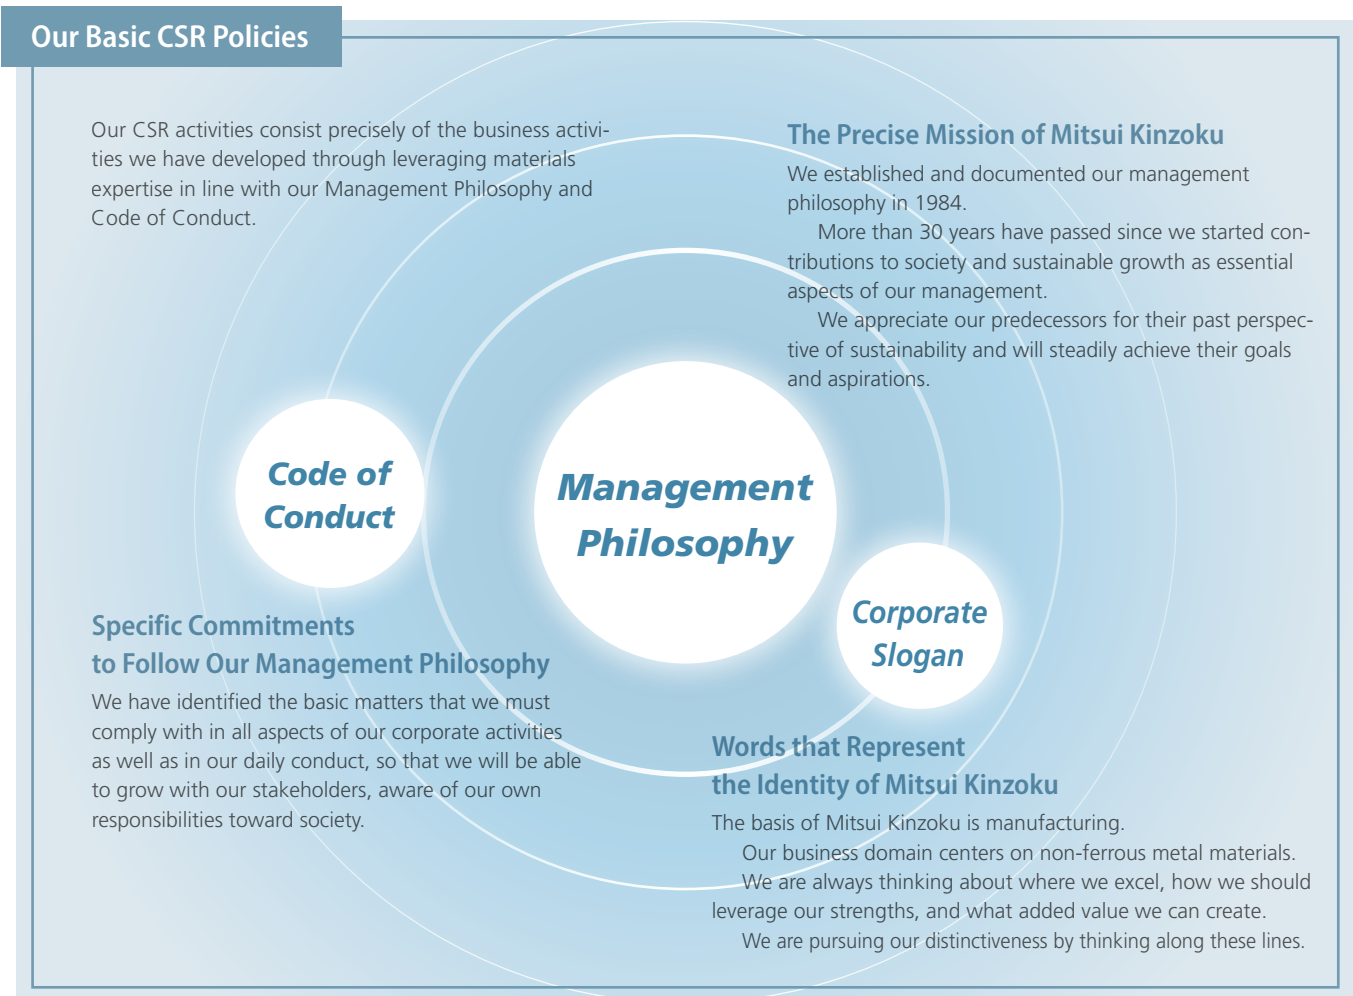 Our Basic CSR Policies
Our CSR activities consist precisely of the business activi-
ties we have developed through leveraging materials
expertise in line with our Management Philosophy and
Code of Conduct.
The Precise Mission of Mitsui Kinzoku
We established and documented our management
philosophy in 1984.
More than 30 years have passed since we started con-
tributions to society and sustainable growth as essential
aspects of our management.
We appreciate our predecessors for their past perspec-
tive of sustainability and will steadily achieve their goals
and aspirations.
Code of
Conduct
Management
Philosophy
Corporate
Slogan
Specific Commitments
to Follow Our Management Philosophy
We have identified the basic matters that we must
comply with in all aspects of our corporate activities
as well as in our daily conduct, so that we will be able
to grow with our stakeholders, aware of our own
responsibilities toward society.
Words that Represent
the Identity of Mitsui Kinzoku
The basis of Mitsui Kinzoku is manufacturing.
Our business domain centers on non-ferrous metal materials.
We are always thinking about where we excel, how we should
leverage our strengths, and what added value we can create.
We are pursuing our distinctiveness by thinking along these lines.